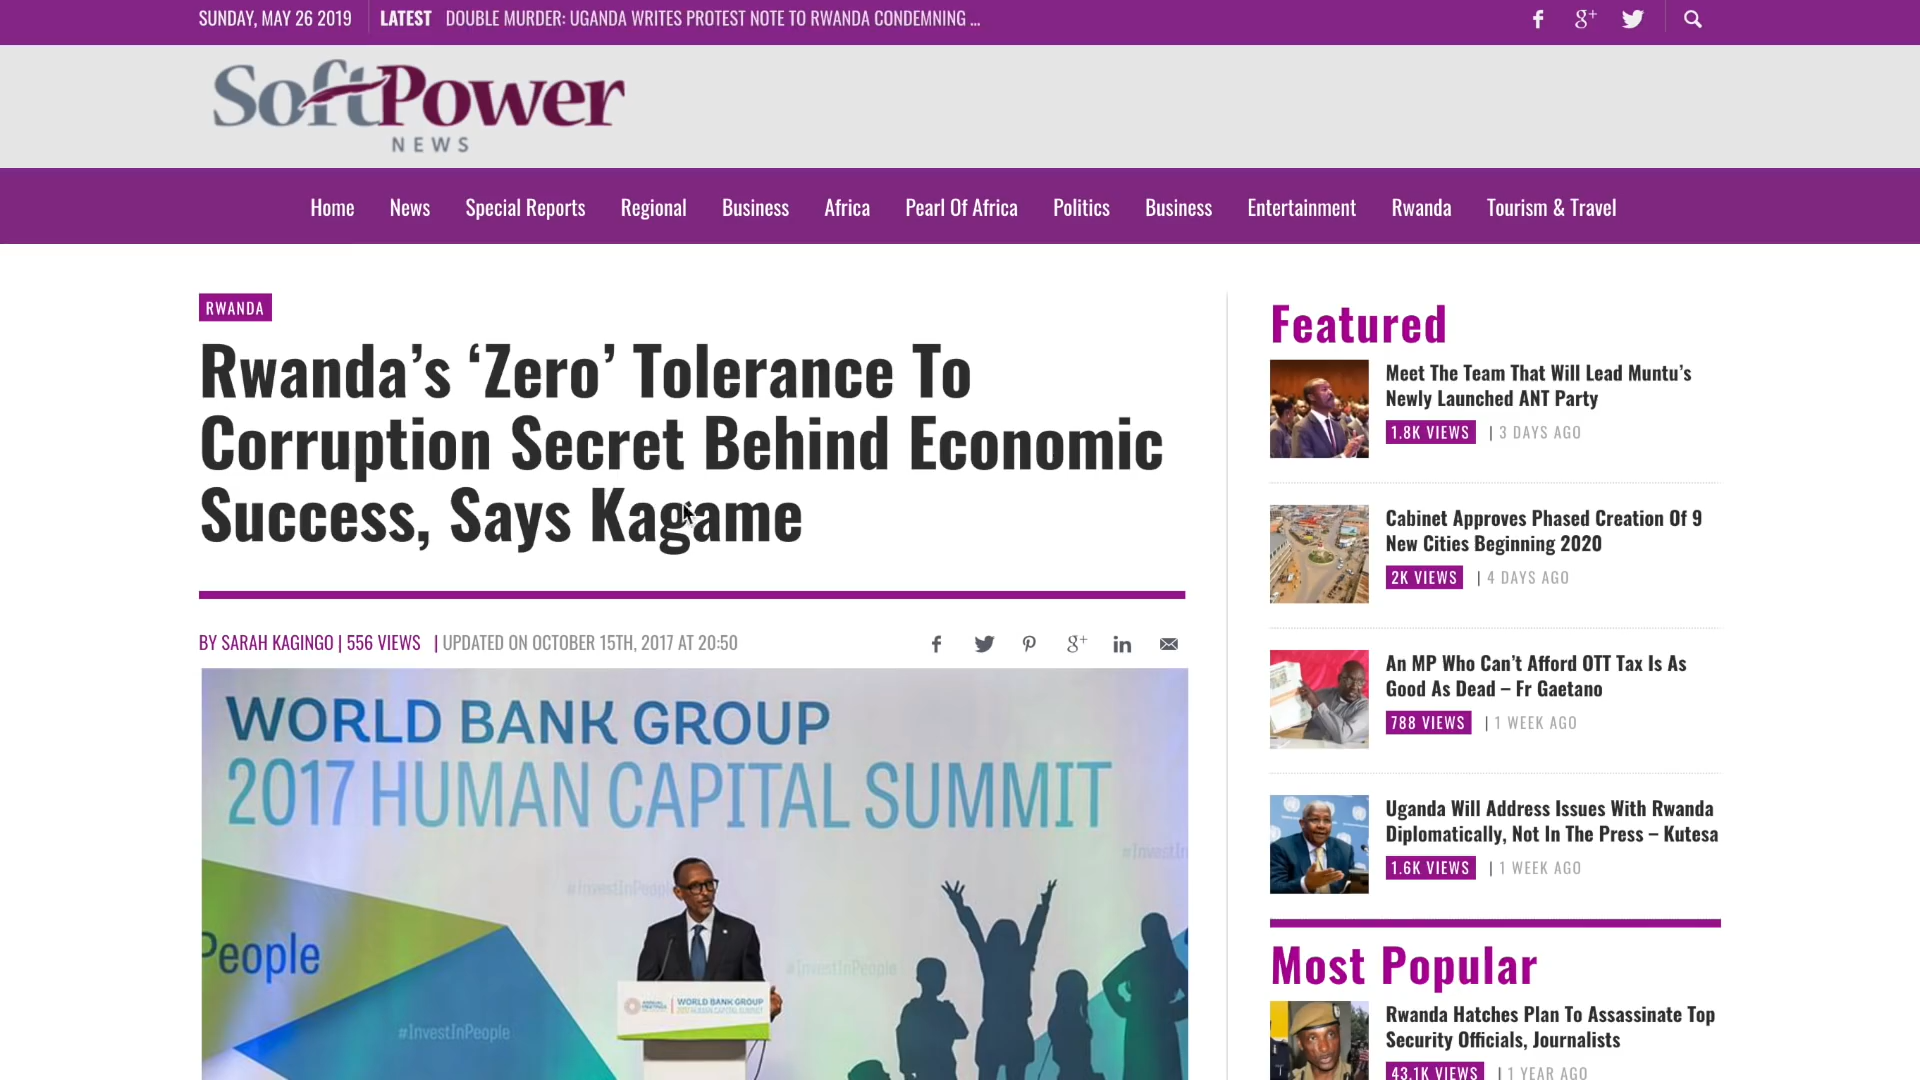 SUNDAY, MAY 26 2019
LATEST DOUBLE MURDER: UGANDA WRITES PROTEST NOTE TO RWANDA CONDEMNING ...
SoftPower
NEWS
Home News Special Reports Regional Business Africa Pearl Of Africa Politics Business Entertainment Rwanda Tourism & Travel
RWANDA
Rwanda's ‘Zero’ Tolerance To
Corruption Secret Behind Economic
Success, Says Kagame
BY SARAH KAGINGO | 556 VIEWS | UPDATED ON OCTOBER 15TH, 2017 AT 20:50
WORLD BANK GROUP
2017 HUMAN CAPITAL SUMMIT
#InvestIn
#InvestInPeople
People
#InvestInPeople
WORLD BANK GROUP
2017 HUMAN CAPITAL SUMMIT
#InvestInPeople
Featured
Meet The Team That Will Lead Muntu’s
Newly Launched ANT Party
1.8K VIEWS | 3 DAYS AGO
Cabinet Approves Phased Creation Of 9
New Cities Beginning 2020
2K VIEWS | 4 DAYS AGO
An MP Who Can’t Afford OTT Tax Is As
Good As Dead – Fr Gaetano
788 VIEWS | 1 WEEK AGO
Uganda Will Address Issues With Rwanda
Diplomatically, Not In The Press – Kutesa
1.6K VIEWS | 1 WEEK AGO
Most Popular
Rwanda Hatches Plan To Assassinate Top
Security Officials, Journalists
43.1K VIEWS | 1 YEAR AGO